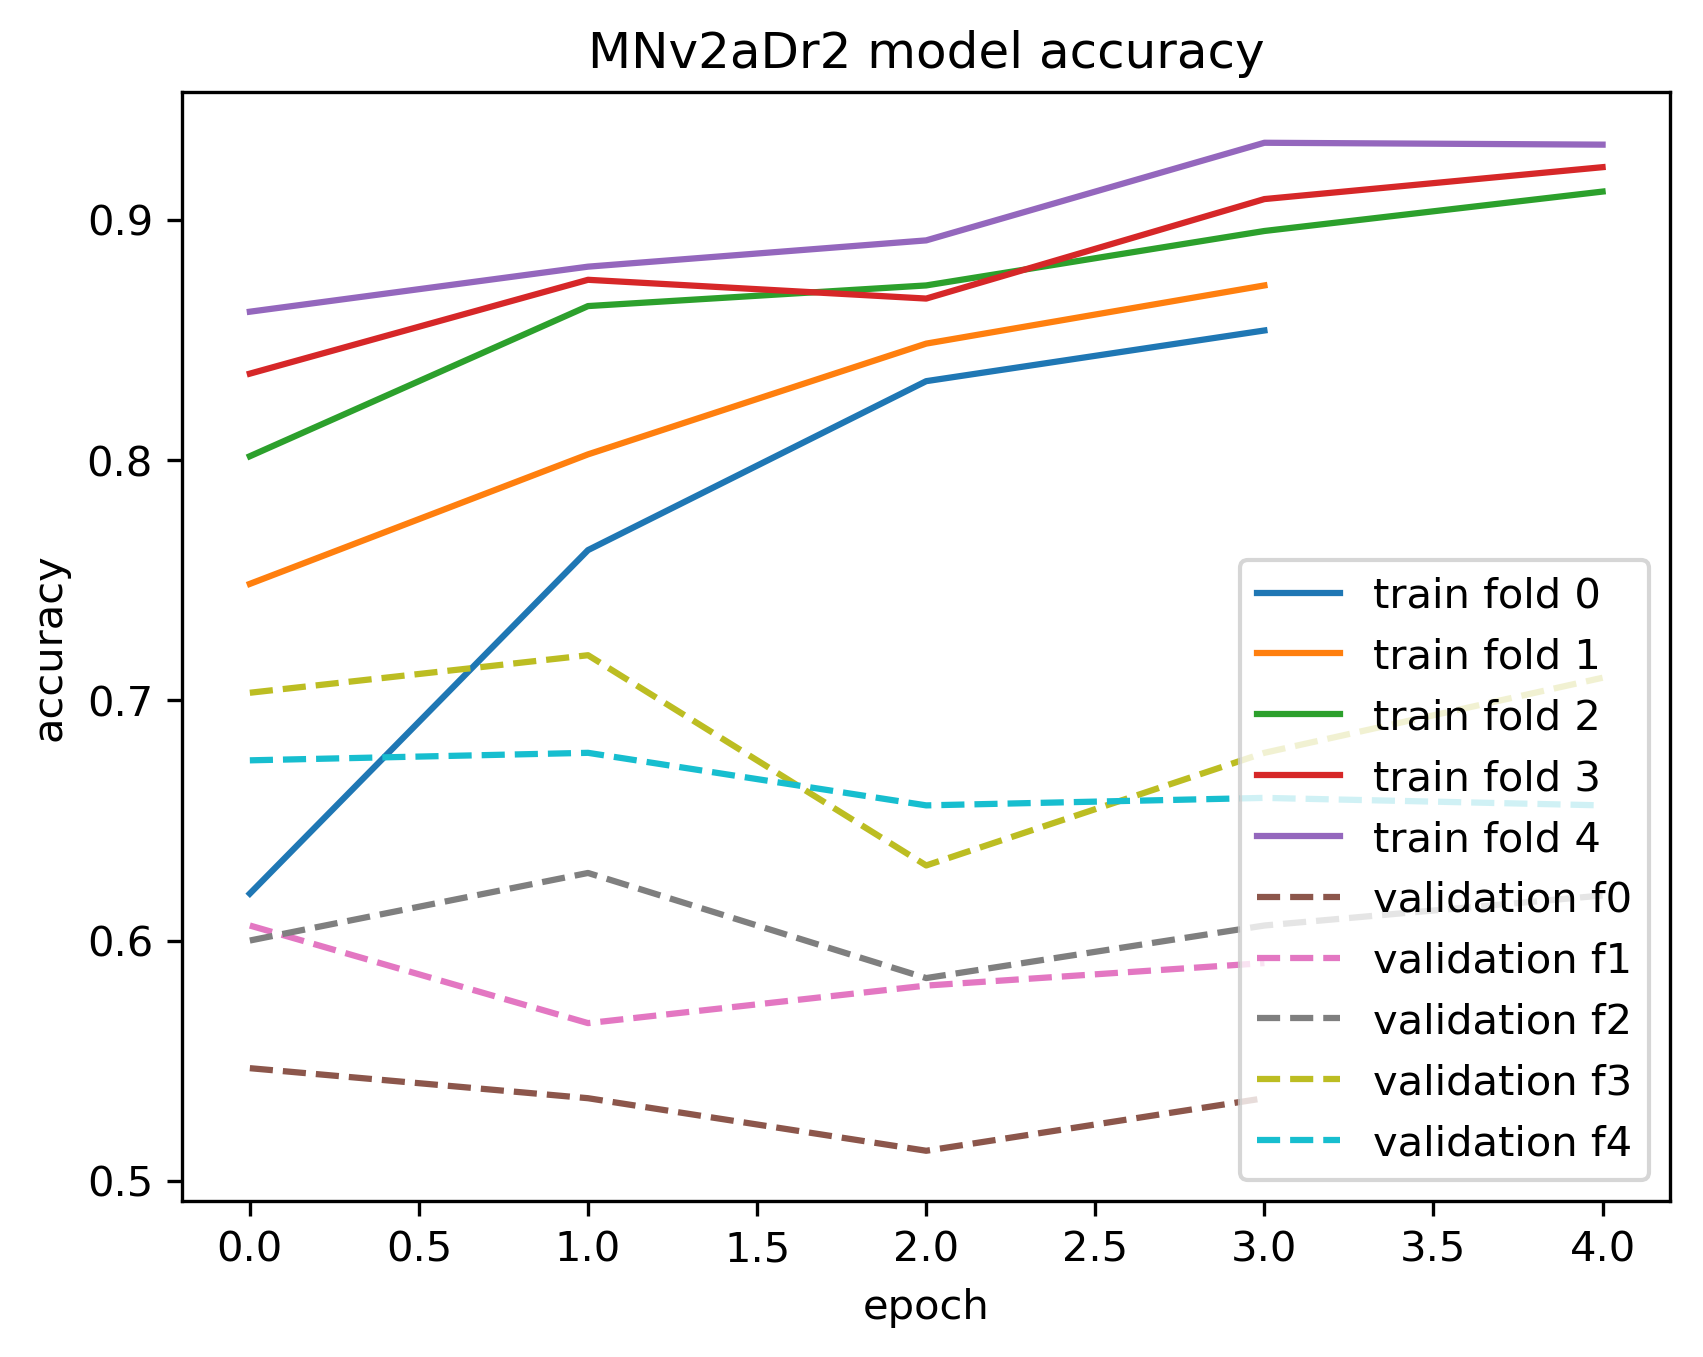 MNv2aDr2 model accuracy
accuracy
0.9
0.8
0.7
0.6
0.5
train fold 0
train fold 1
train fold 2
train fold 3
train fold 4
validation f0
validation f1
validation f2
validation f3
validation f4
0.0 0.5 1.0 1.5 2.0 2.5 3.0 3.5 4.0
epoch